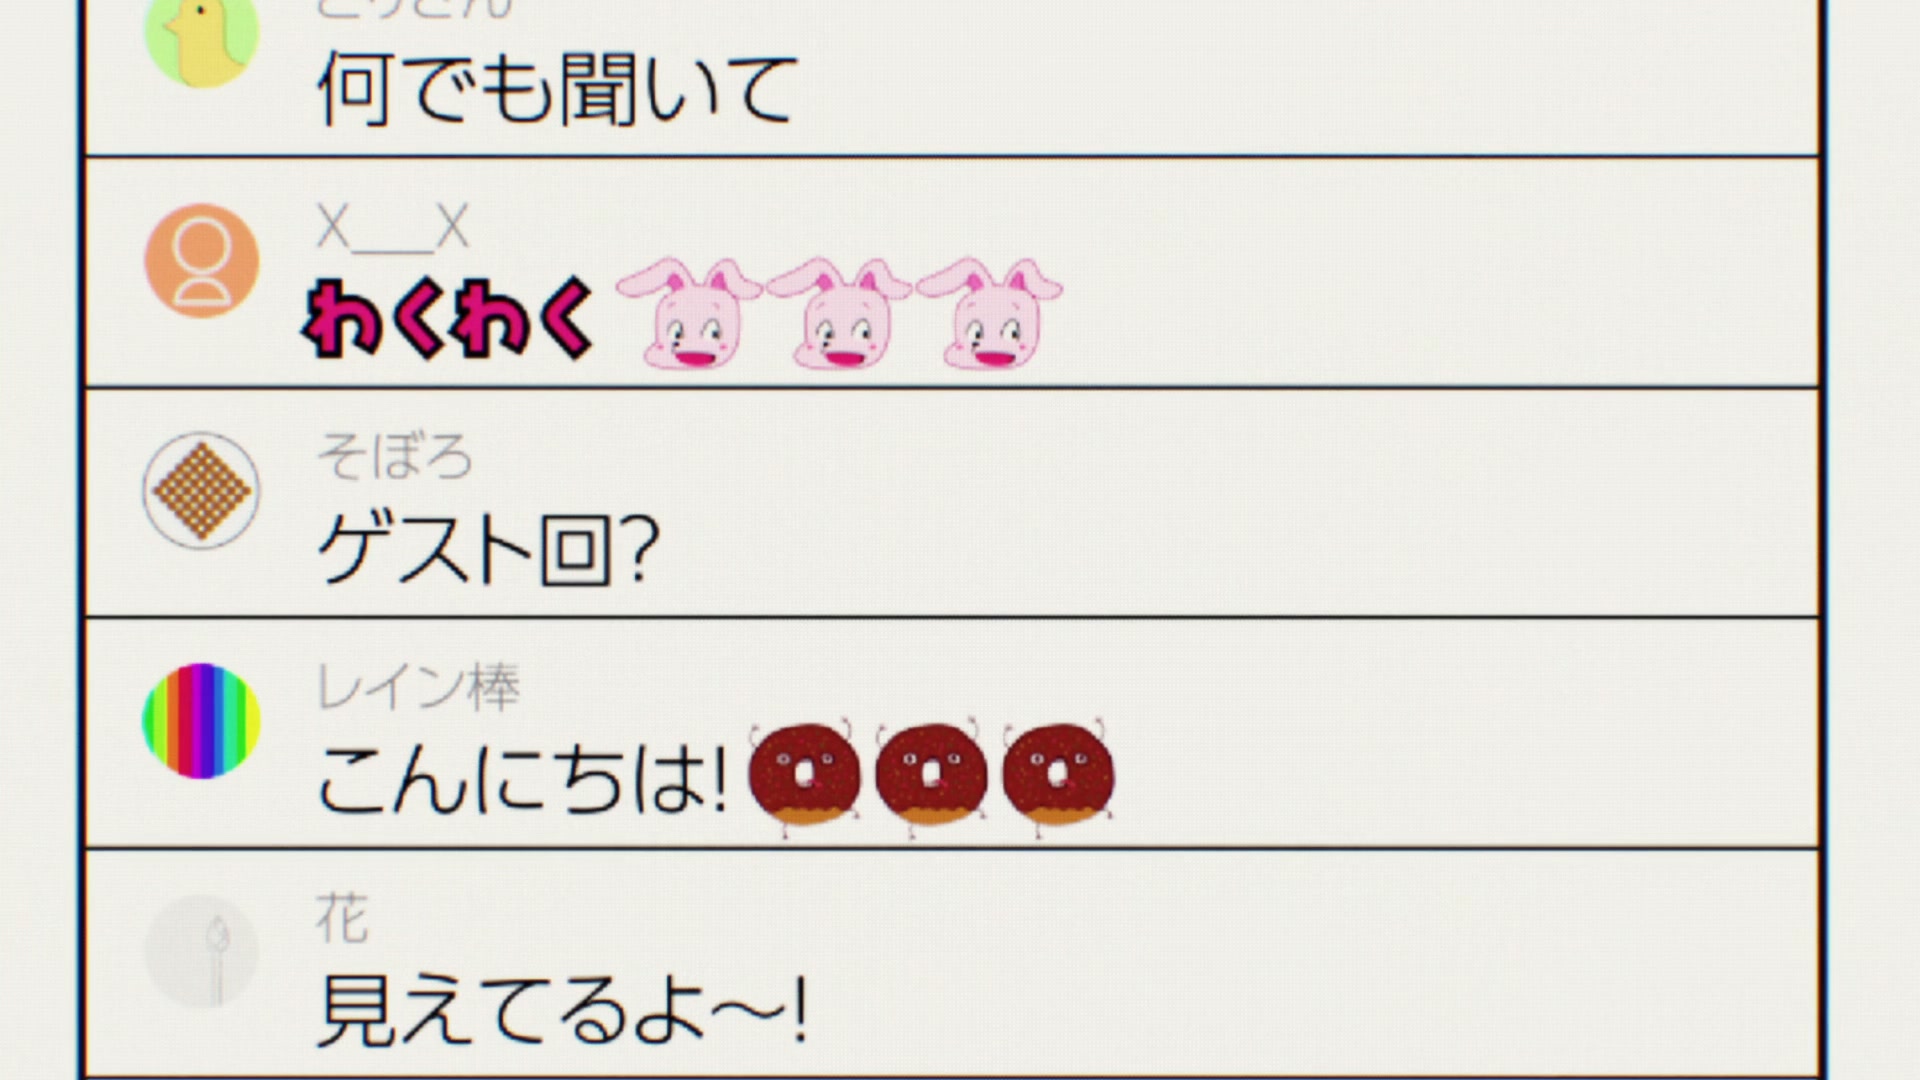 何でも聞いて
X___X
わくわく
そぼろ
ゲスト回?
レイン棒
こんにちは!
花
見えてるよ〜!